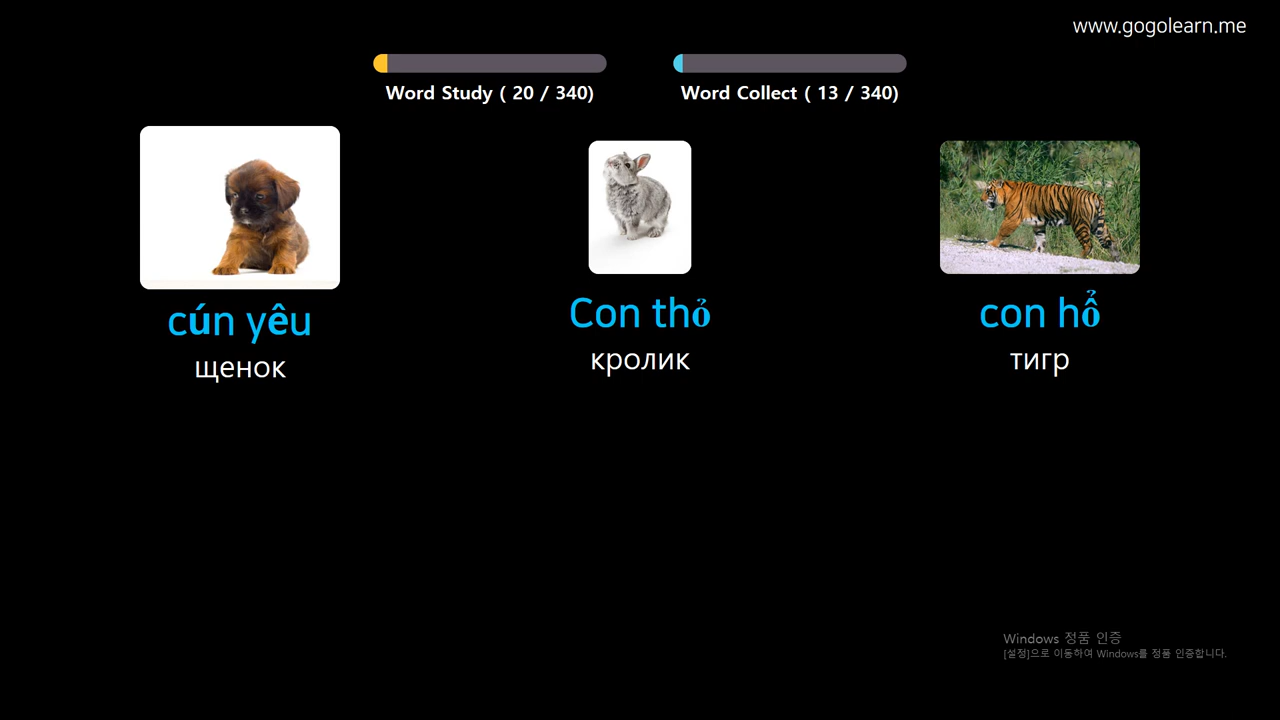 www.gogolearn.me
Word Study ( 20 / 340)
Word Collect ( 13 / 340)
cún yêu
щенок
Con thỏ
кролик
con hổ
тигр
Windows 정품 인증
[설정]으로 이동하여 Windows를 정품 인증합니다.